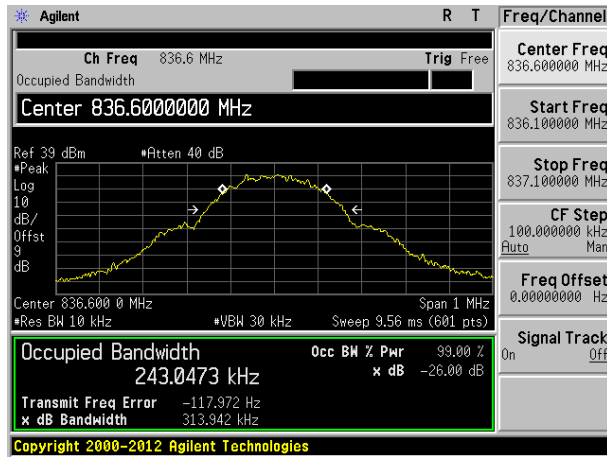 Agilent R T
Freq/Channel
Ch Freq 836.6 MHz Trig Free
Occupied Bandwidth
Center 836.6000000 MHz
Ref 39 dBm #Atten 40 dB
#Peak
Log
10
dB/
Offst
9
dB
Center 836.600 0 MHz Span 1 MHz
#Res BW 10 kHz #VBW 30 kHz Sweep 9.56 ms (601 pts)
Occupied Bandwidth Occ BW % Pwr 99.00 %
243.0473 kHz x dB -26.00 dB
Transmit Freq Error -117.972 Hz
x dB Bandwidth 313.942 kHz
Copyright 2000-2012 Agilent Technologies
Center Freq
836.600000 MHz
Start Freq
836.100000 MHz
Stop Freq
837.100000 MHz
CF Step
100.000000 kHz
Auto Man
Freq Offset
0.00000000 Hz
Signal Track
On Off